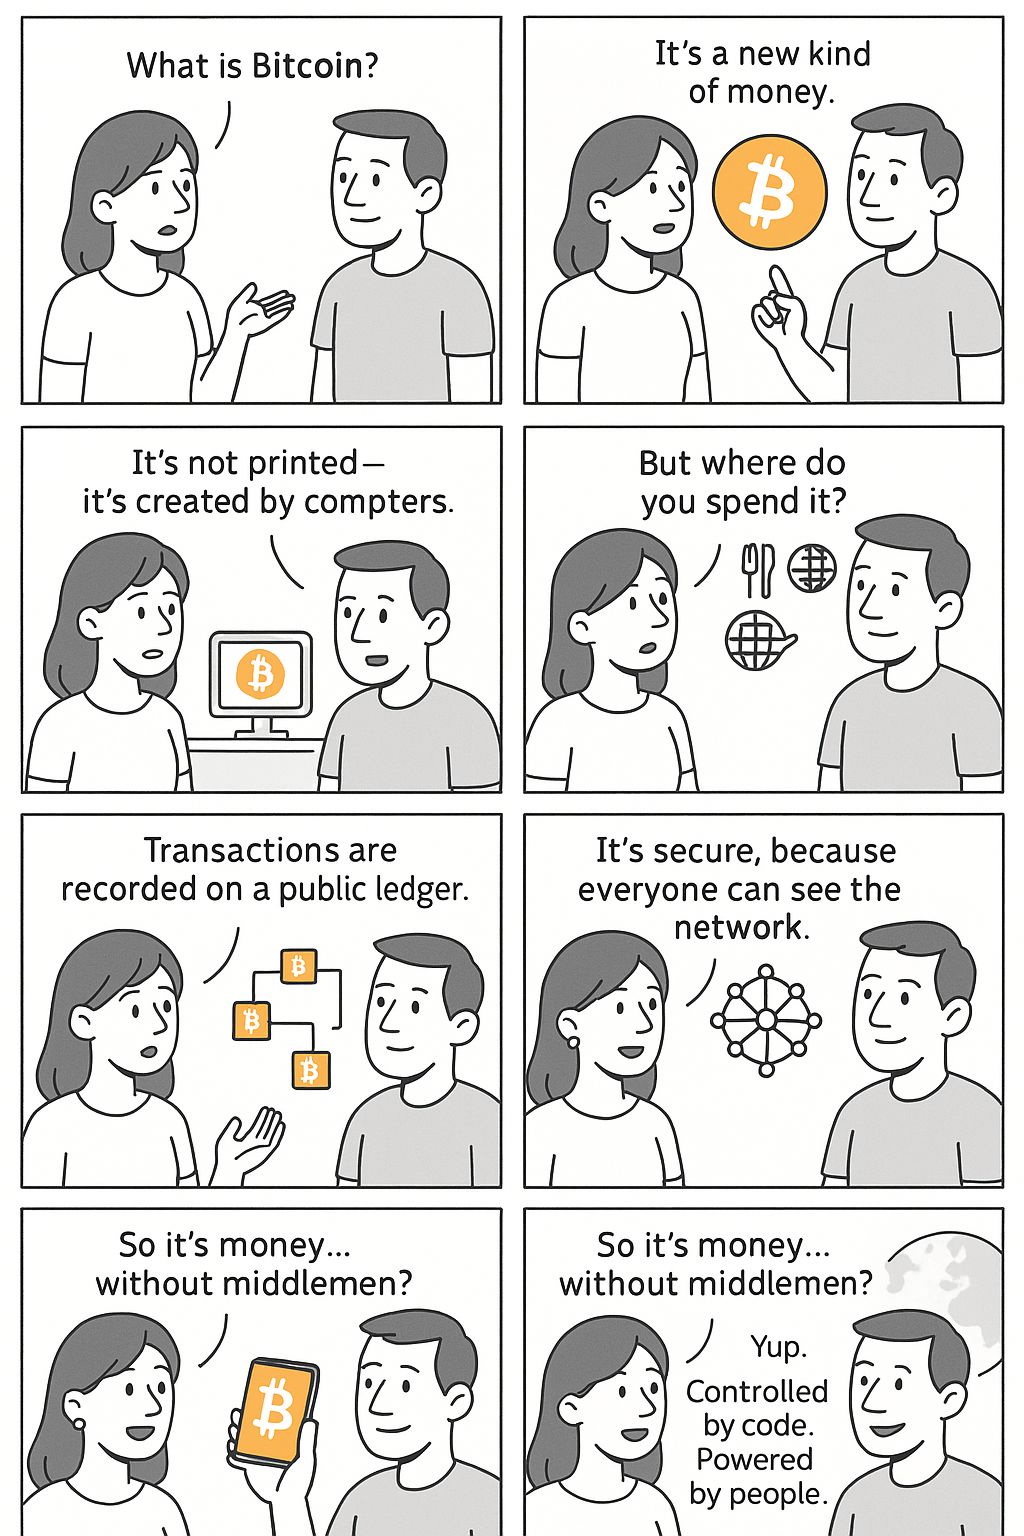 What is Bitcoin?
It's a new kind
of money.
It's not printed—
it's created by compters.
But where do
you spend it?
Transactions are
recorded on a public ledger.
It's secure, because
everyone can see the
network.
So it's money...
without middlemen?
So it's money...
without middlemen?
Yup.
Controlled
by code.
Powered
by people.